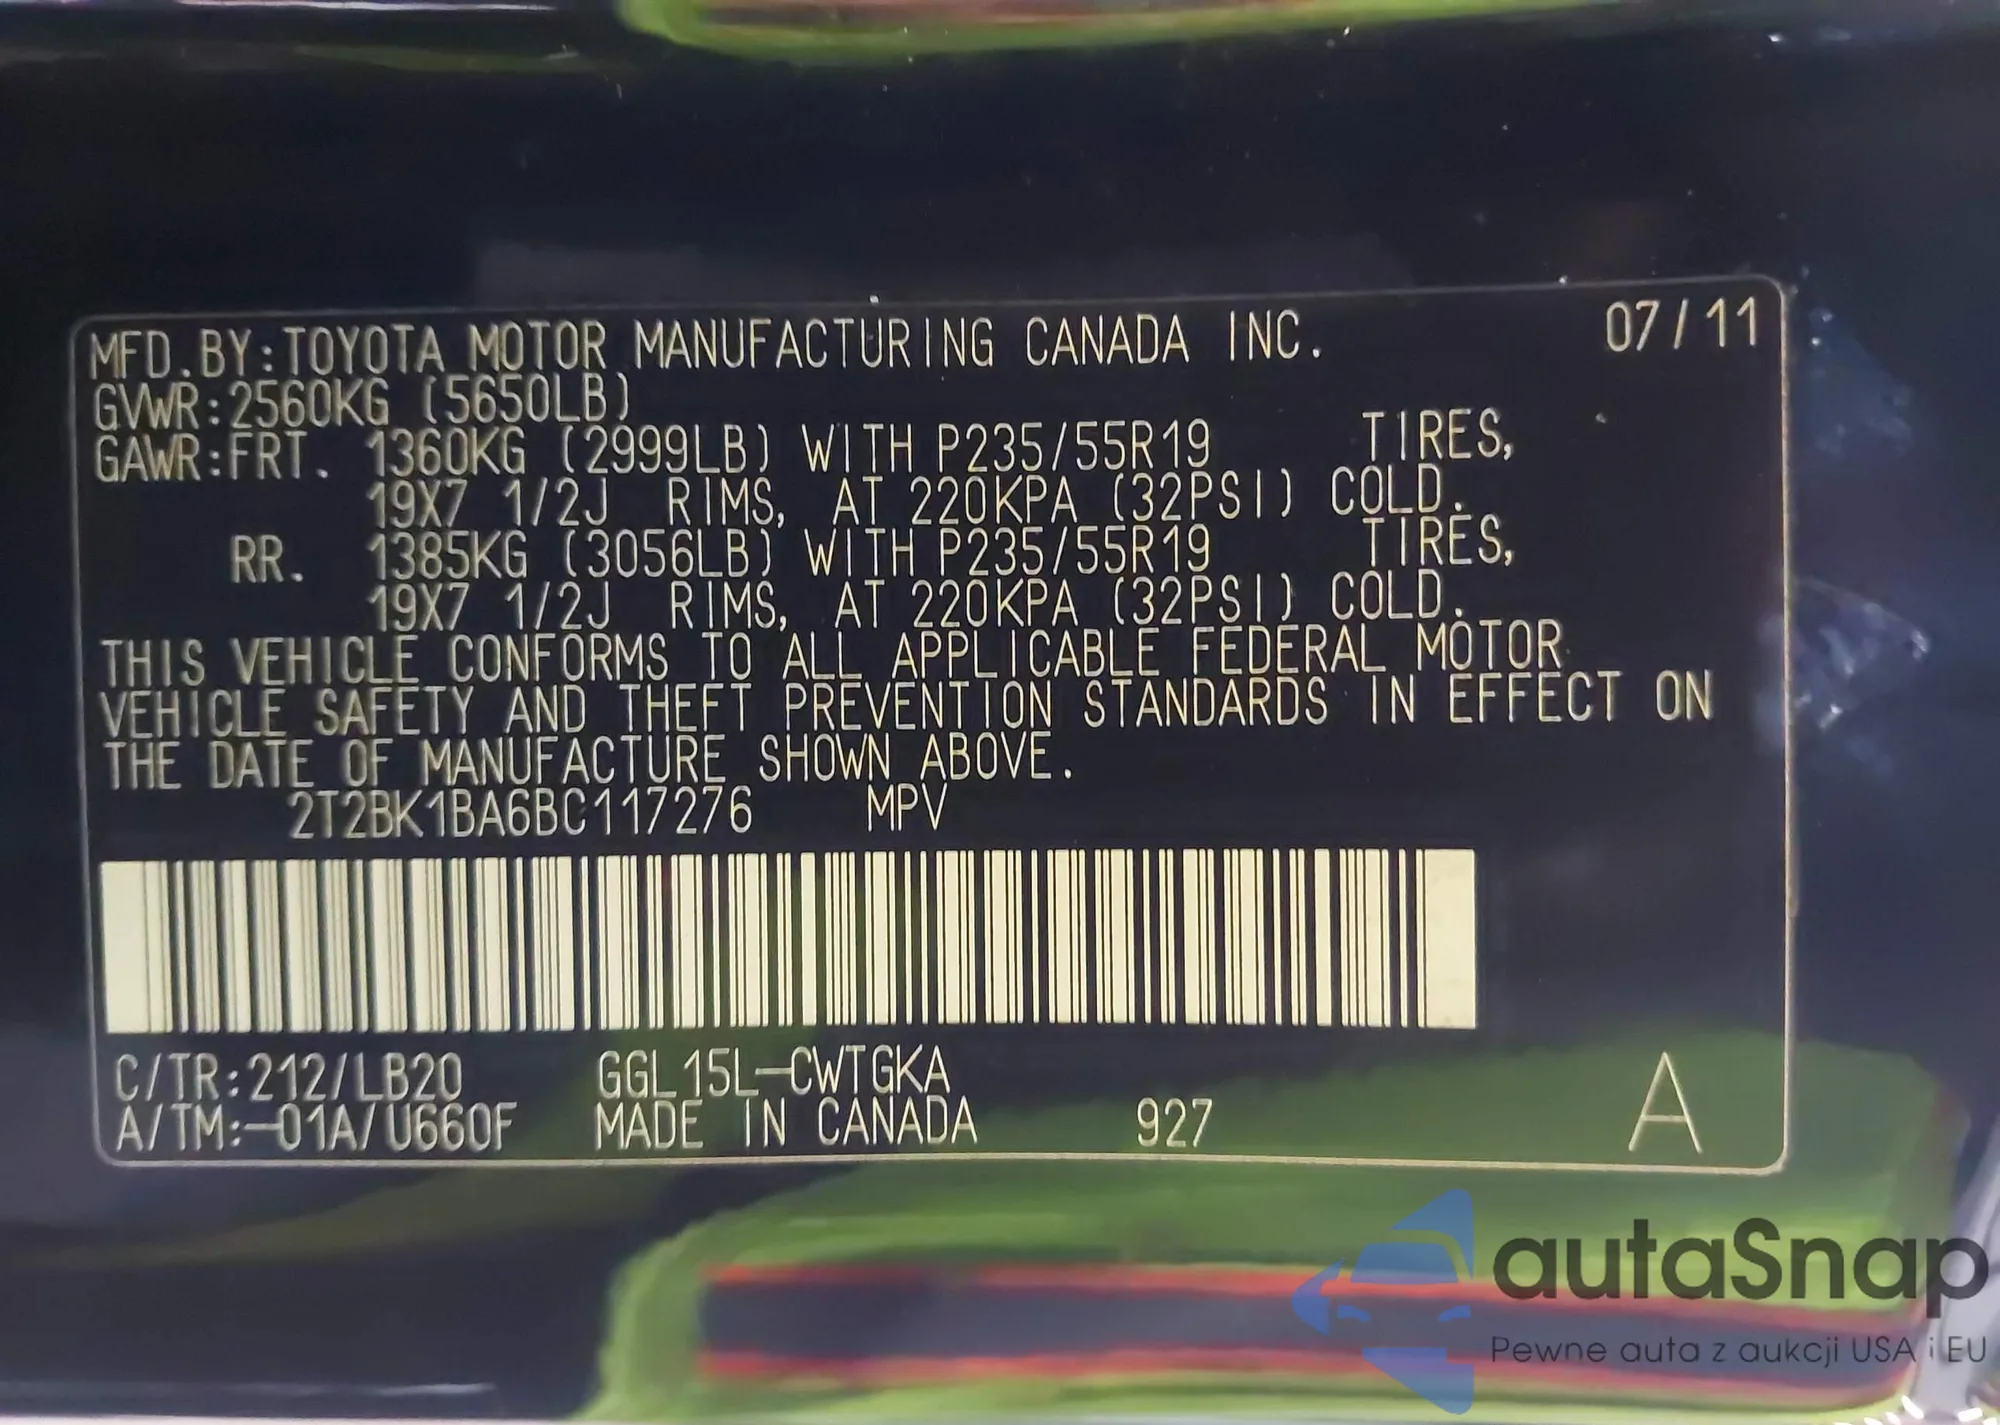 MFD.BY:TOYOTA MOTOR MANUFACTURING CANADA INC. 07/11
GVWR:2560KG (5650LB)
GAWR:FRT. 1360KG (2999LB) WITH P235/55R19 TIRES,
19X7 1/2J RIMS, AT 220KPA (32PSI) COLD.
RR. 1385KG (3056LB) WITH P235/55R19 TIRES,
19X7 1/2J RIMS, AT 220KPA (32PSI) COLD.
THIS VEHICLE CONFORMS TO ALL APPLICABLE FEDERAL MOTOR
VEHICLE SAFETY AND THEFT PREVENTION STANDARDS IN EFFECT ON
THE DATE OF MANUFACTURE SHOWN ABOVE.
2T2BK1BA6BC117276 MPV
C/TR:212/LB20 GGL15L-CWTGKA
A/TM:-01A/U660F MADE IN CANADA 927 A
autaSnap
Pewne auta z aukcji USA i EU